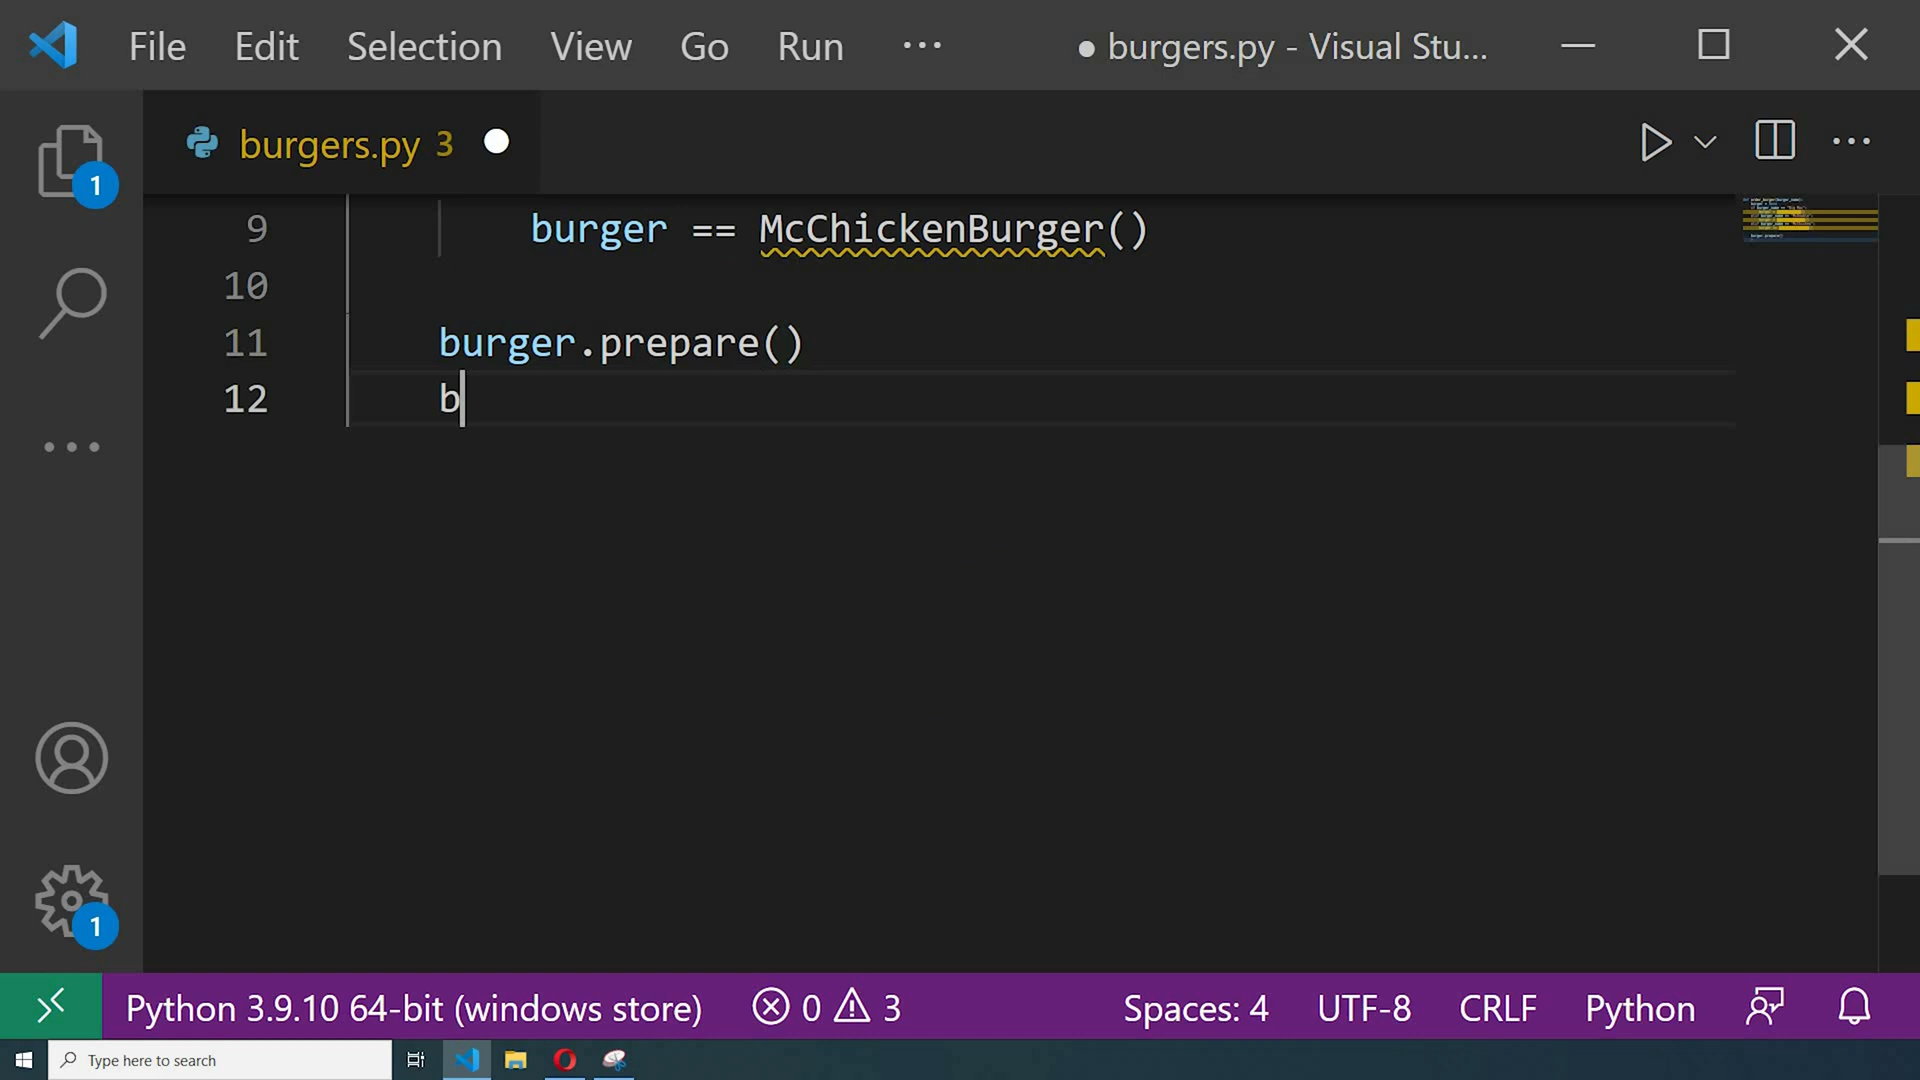 File Edit Selection View Go Run ··· ● burgers.py - Visual Stu...
burgers.py 3
1
9 burger == McChickenBurger()
10
11 burger.prepare()
12 b
1
Python 3.9.10 64-bit (windows store) 0 3 Spaces: 4 UTF-8 CRLF Python
Type here to search